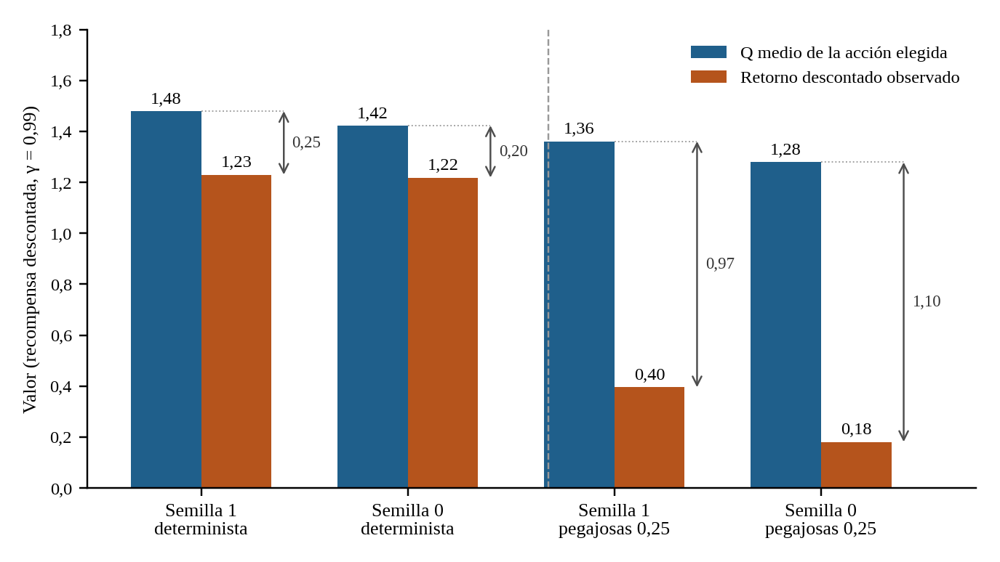 1,8
1,6
1,4
1,2
1,0
0,8
0,6
0,4
0,2
0,0
Valor (recompensa descontada, γ = 0,99)
Q medio de la acción elegida
Retorno descontado observado
1,48
1,23
0,25
1,42
1,22
0,20
1,36
0,40
0,97
1,28
0,18
1,10
Semilla 1
determinista
Semilla 0
determinista
Semilla 1
pegajosas 0,25
Semilla 0
pegajosas 0,25